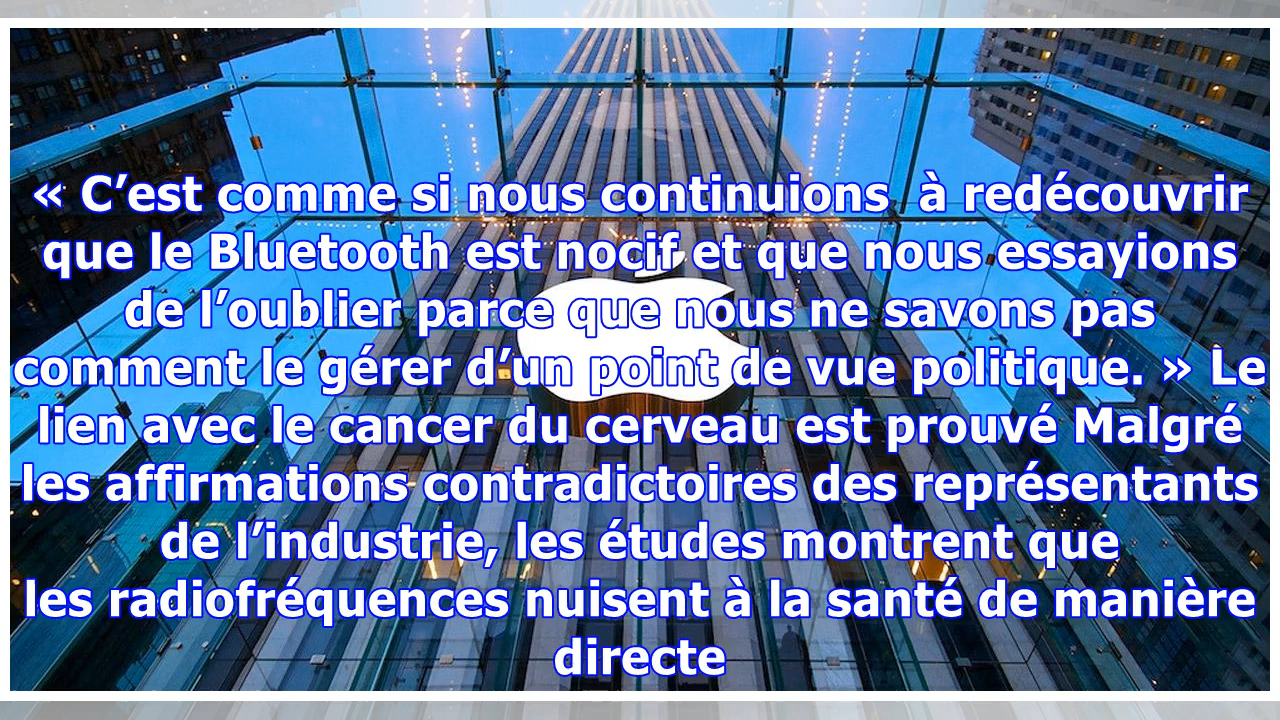 « C’est comme si nous continuions  à redécouvrir
que le Bluetooth est nocif et que nous essayions
de l’oublier parce que nous ne savons pas
comment le gérer d’un point de vue politique. » Le
lien avec le cancer du cerveau est prouvé Malgré
les affirmations contradictoires des représentants
de l’industrie, les études montrent que
les radiofréquences nuisent à la santé de manière
directe